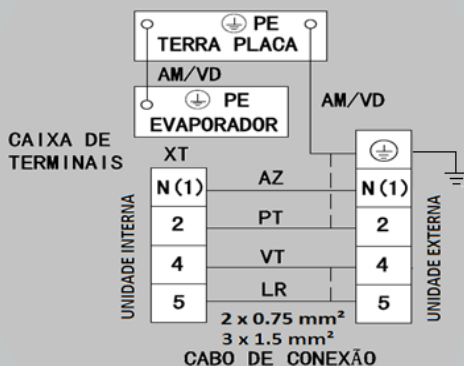 PE
TERRA PLACA
AM/VD
PE
EVAPORADOR
AM/VD
CAIXA DE
TERMINAIS
XT
UNIDADE INTERNA
N(1)
2
4
5
AZ
PT
VT
LR
N(1)
2
4
5
UNIDADE EXTERNA
2 x 0.75 mm²
3 x 1.5 mm²
CABO DE CONEXÃO